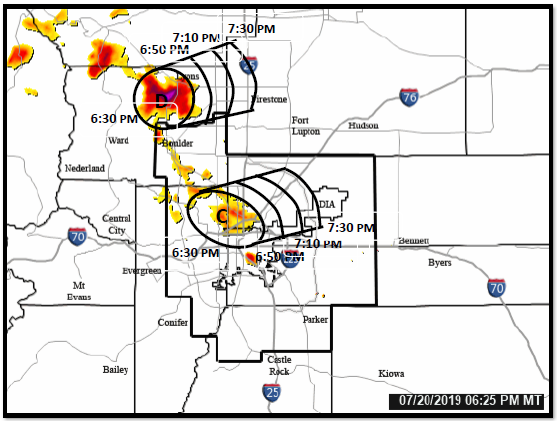 7:30 PM
7:10 PM
6:50 PM
Lyons
D
6:30 PM
Firestone
76
Fort
Lupton
Hudson
Ward
Boulder
Nederland
C
DIA
Central
City
70
7:30 PM
7:10 PM
Bennett
6:30 PM
6:50 PM
Byers
Evergreen
Mt
Evans
70
Conifer
Parker
Castle
Rock
Bailey
Kiowa
25
07/20/2019 06:25 PM MT